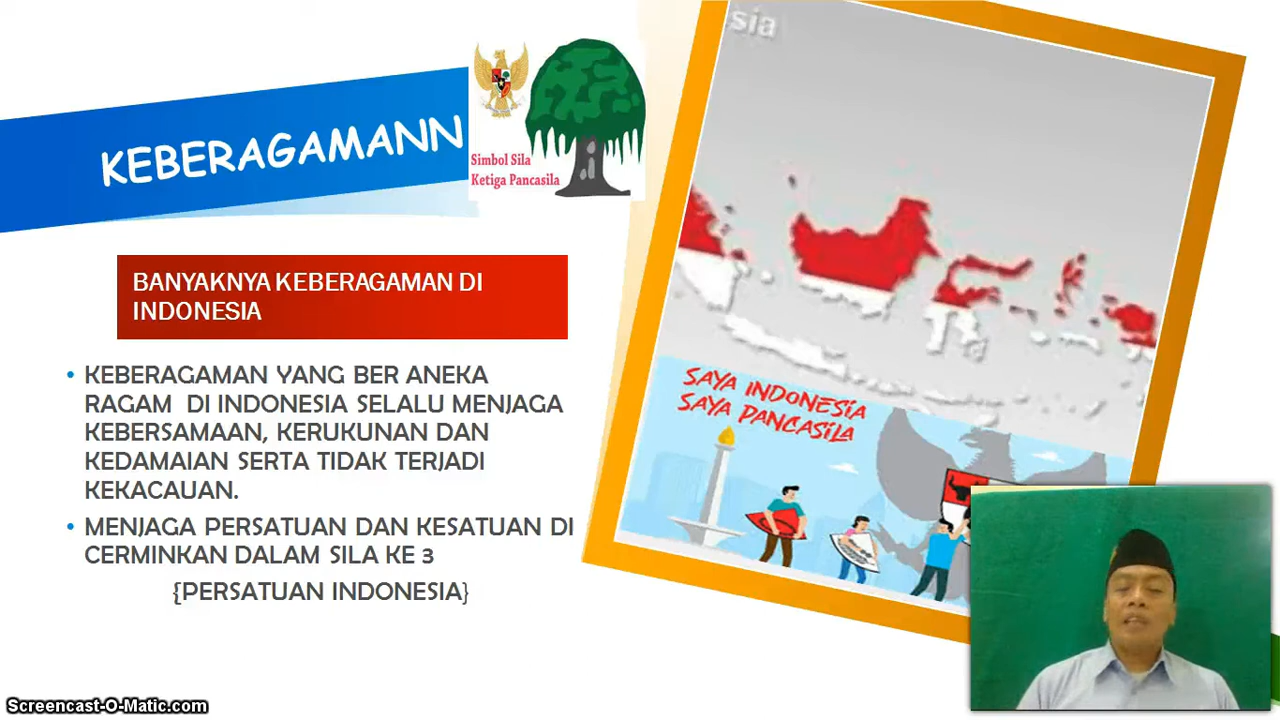 sia
KEBERAGAMANN
Simbol Sila
Ketiga Pancasila
BANYAKNYA KEBERAGAMAN DI
INDONESIA
• KEBERAGAMAN YANG BER ANEKA
RAGAM DI INDONESIA SELALU MENJAGA
KEBERSAMAAN, KERUKUNAN DAN
KEDAMAIAN SERTA TIDAK TERJADI
KEKACAUAN.
• MENJAGA PERSATUAN DAN KESATUAN DI
CERMINKAN DALAM SILA KE 3
{PERSATUAN INDONESIA}
SAYA INDONESIA
SAYA PANCASILA
Screencast-O-Matic.com